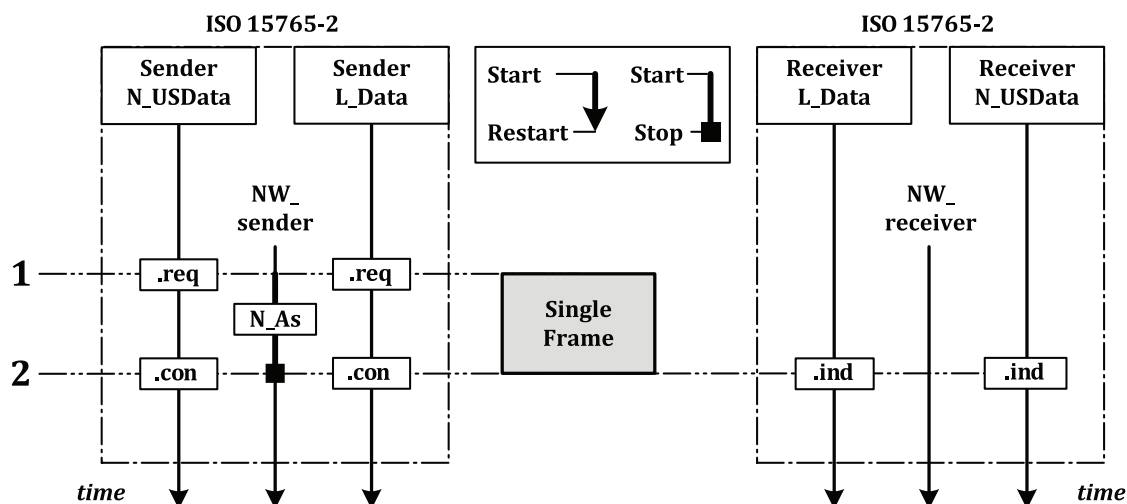 ISO 15765-2
ISO 15765-2
Sender
N_USData
Sender
L_Data
Start
Restart
Start
Stop
Receiver
L_Data
Receiver
N_USData
NW_
sender
NW_
receiver
1
.req
.req
N_As
Single
Frame
2
.con
.con
.ind
.ind
time
time